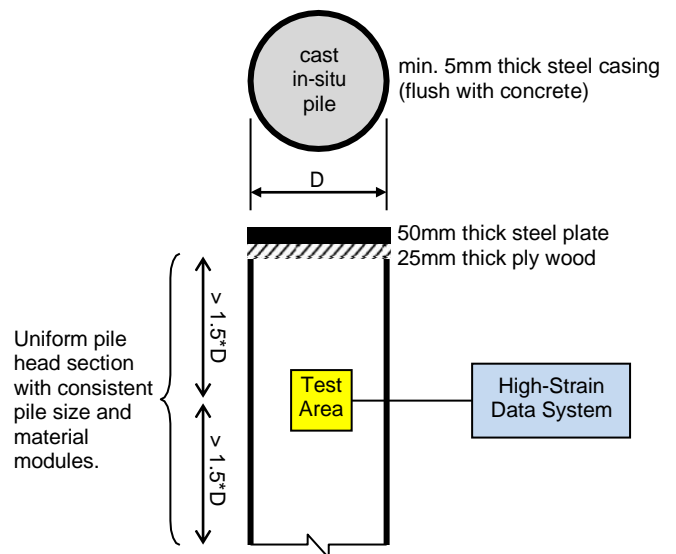 cast
in-situ
pile
min. 5mm thick steel casing
(flush with concrete)
D
50mm thick steel plate
25mm thick ply wood
> 1.5*D
Uniform pile
head section
with consistent
pile size and
material
modules.
Test
Area
High-Strain
Data System
> 1.5*D